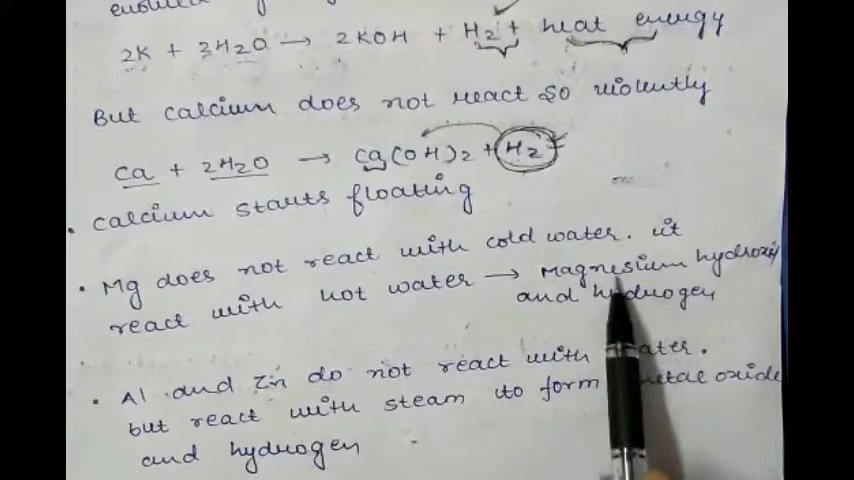 2K + 2H2O → 2KOH + H2 + heat energy
But calcium does not react so violently
Ca + 2H2O → Ca(OH)2 + H2
• Calcium starts floating
• Mg does not react with cold water. it
react with hot water → Magnesium
and hydrogen
• Al and Zn do not react with water.
but react with steam to form metal oxide
and hydrogen